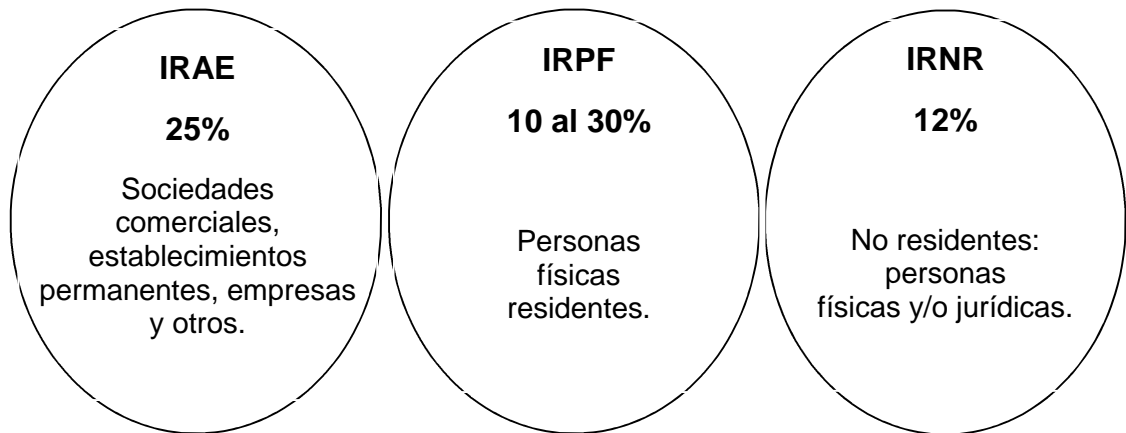 IRAE
25%
Sociedades
comerciales,
establecimientos
permanentes, empresas
y otros.
IRPF
10 al 30%
Personas
físicas
residentes.
IRNR
12%
No residentes:
personas
físicas y/o jurídicas.